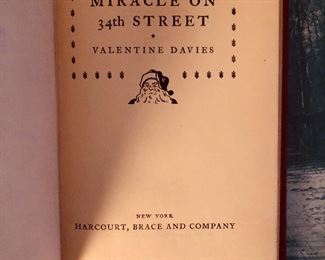 MIRACLE ON
34th STREET
VALENTINE DAVIES
NEW YORK
HARCOURT, BRACE AND COMPANY